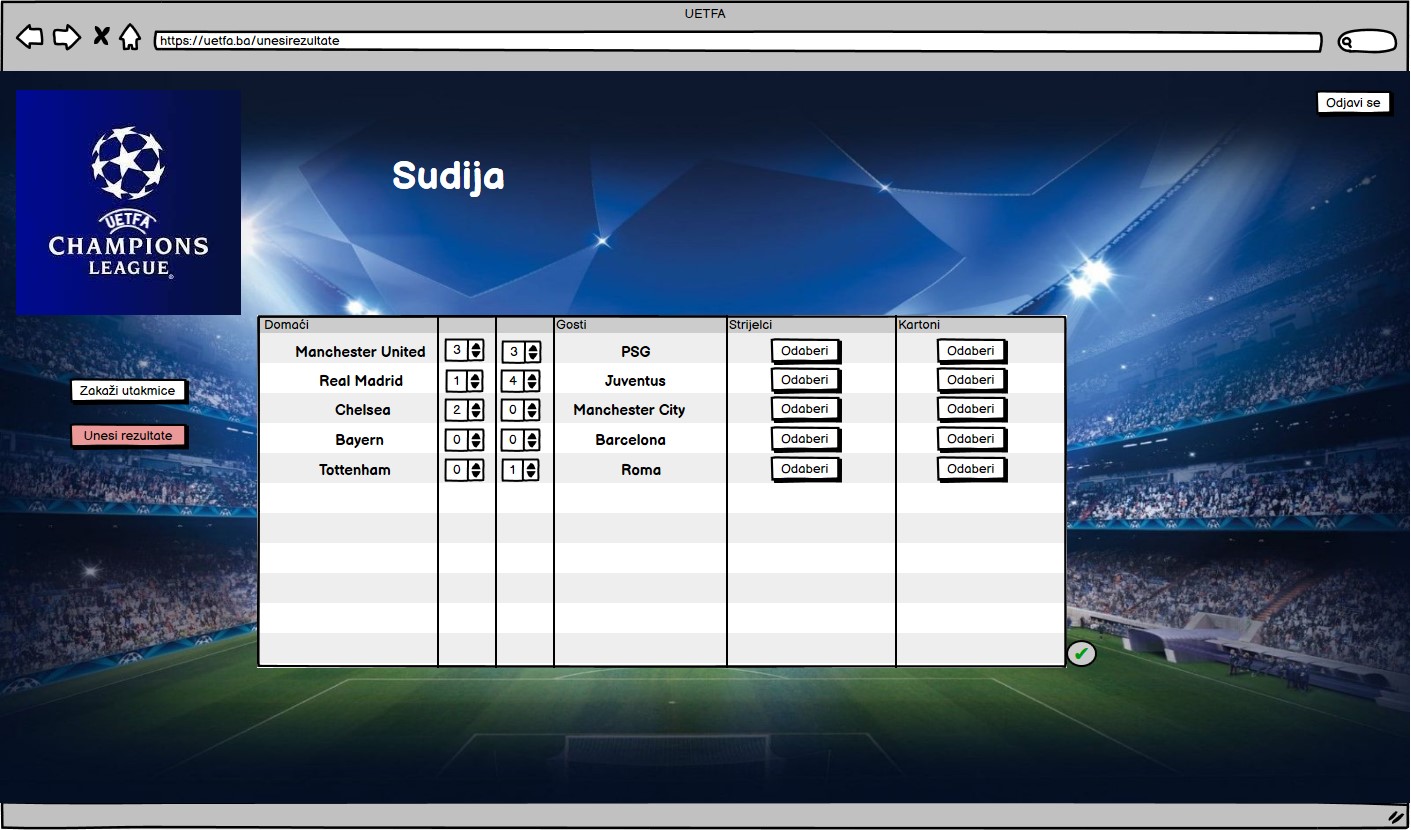 UETFA
https://uetfa.ba/unesirezultate
Odjavi se
UETFA
CHAMPIONS
LEAGUE®
Sudija
Zakaži utakmice
Unesi rezultate
Domaći Gosti Strijelci Kartoni
Manchester United 3 3 PSG Odaberi Odaberi
Real Madrid 1 4 Juventus Odaberi Odaberi
Chelsea 2 0 Manchester City Odaberi Odaberi
Bayern 0 0 Barcelona Odaberi Odaberi
Tottenham 0 1 Roma Odaberi Odaberi